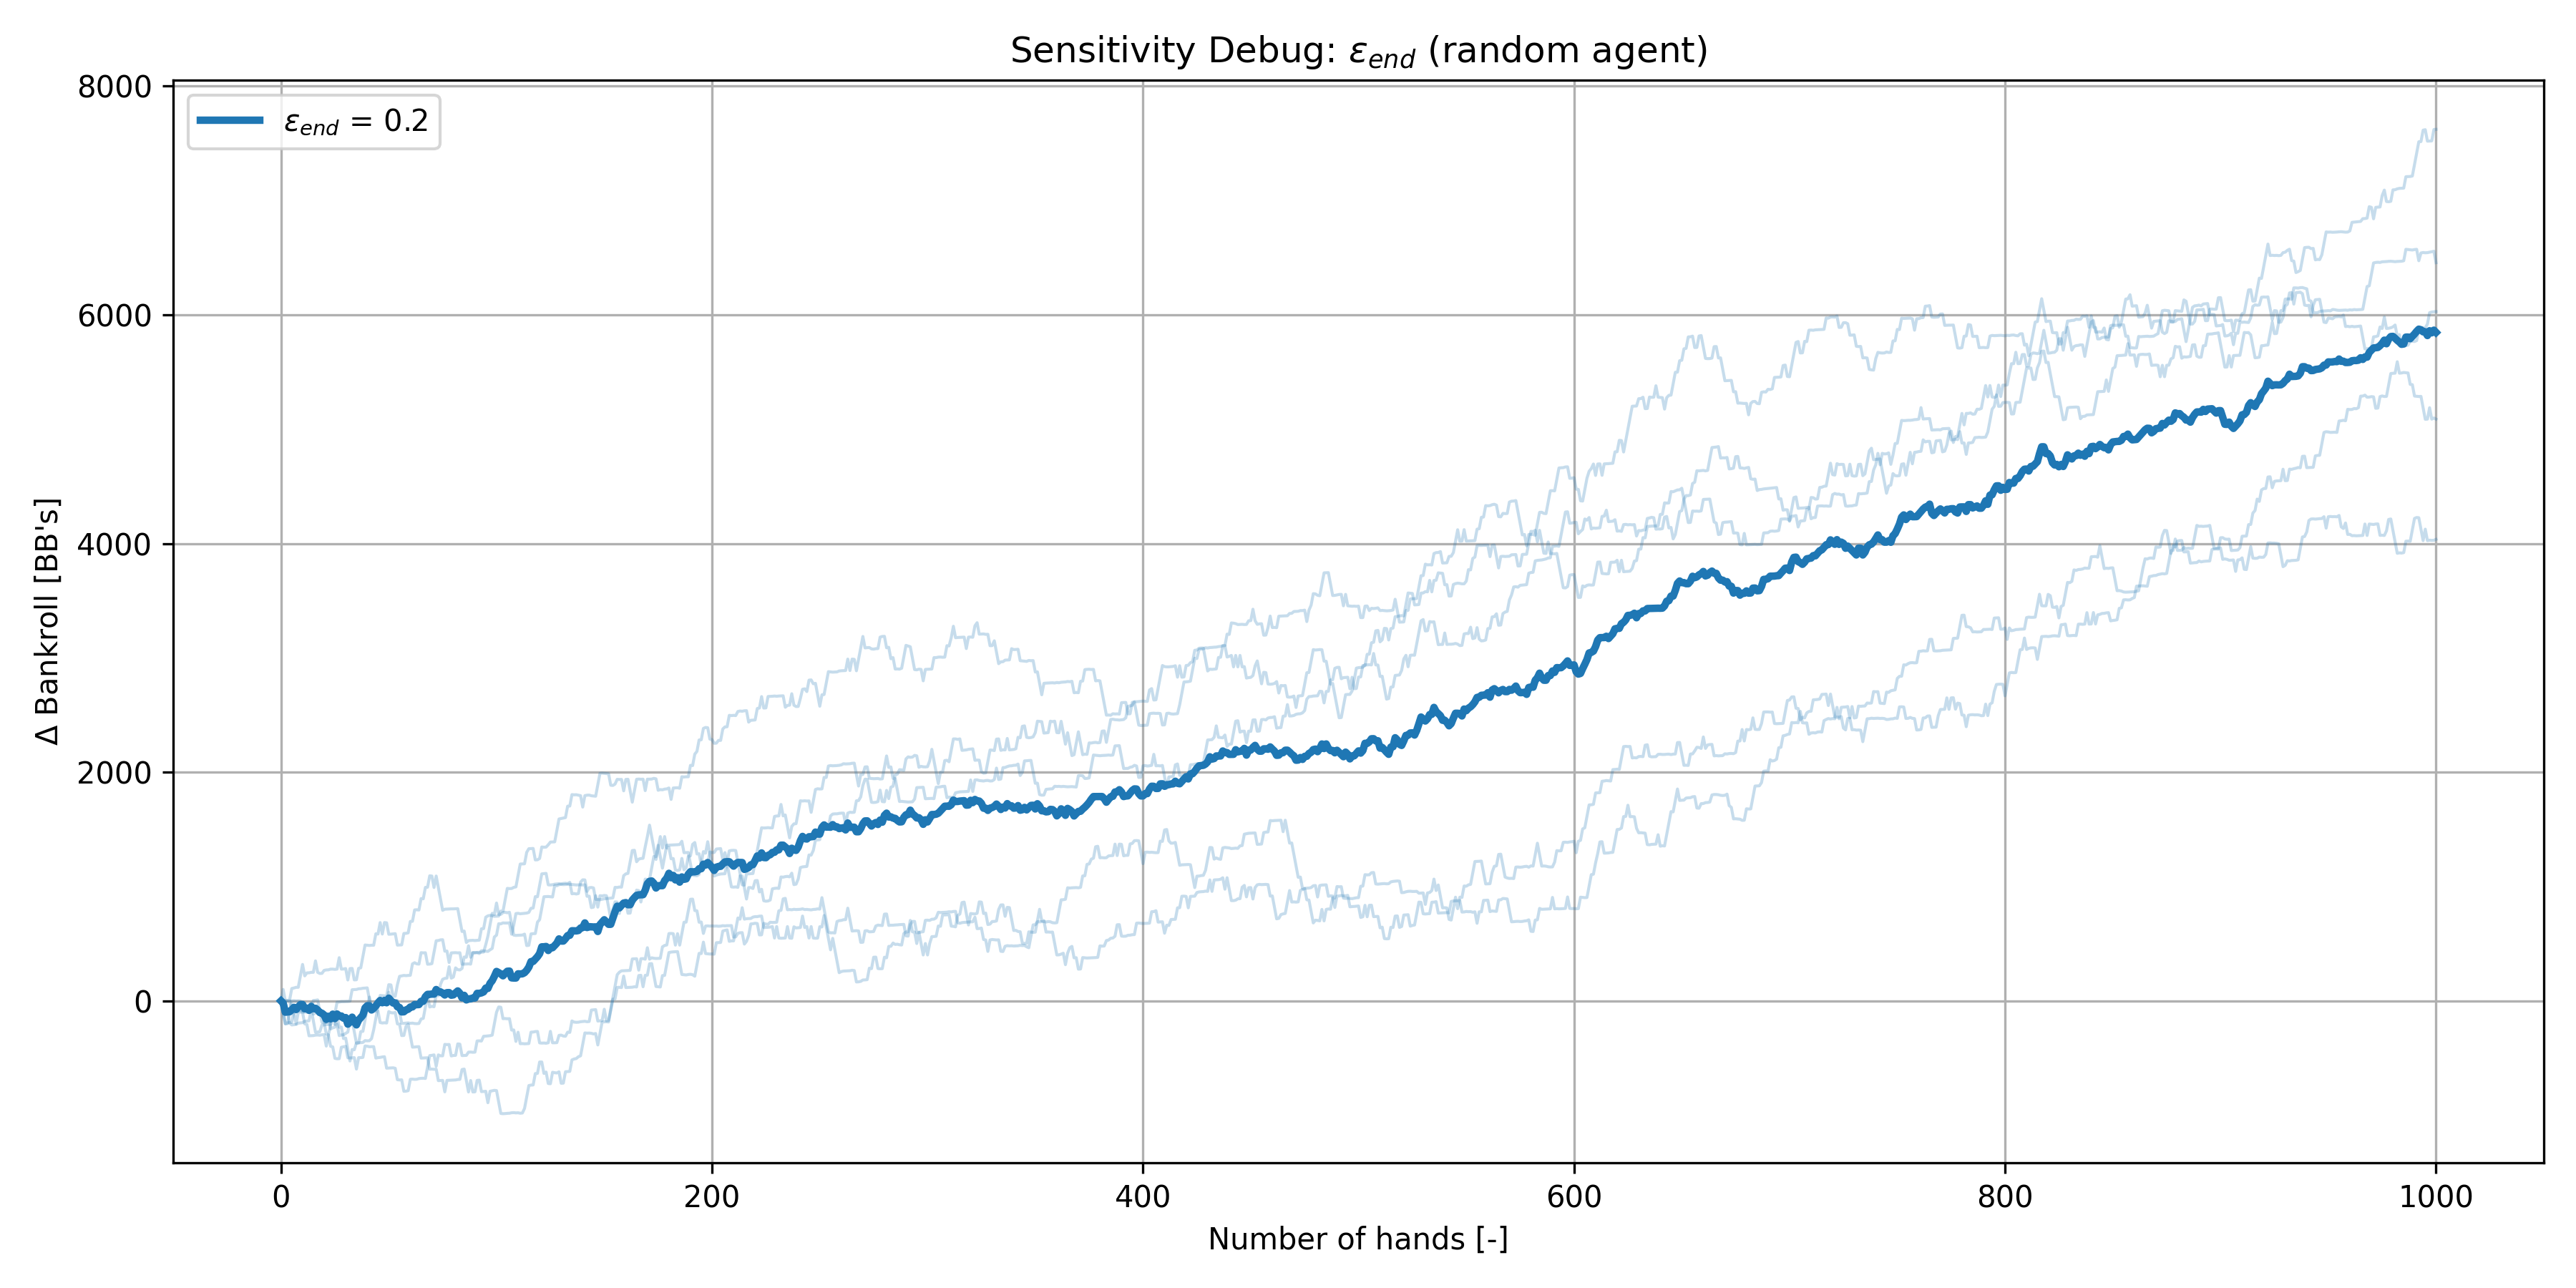 Sensitivity Debug: ε_end (random agent)
ε_end = 0.2
Δ Bankroll [BB's]
8000
6000
4000
2000
0
0 200 400 600 800 1000
Number of hands [-]